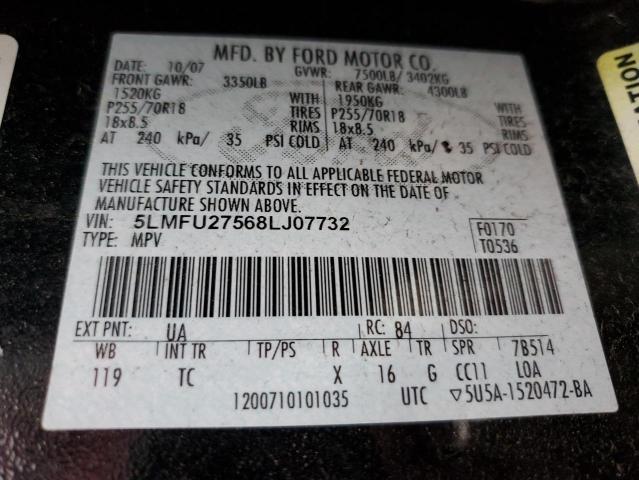 MFD. BY FORD MOTOR CO.
DATE: 10/07 GVWR: 7500LB/ 3402KG
FRONT GAWR: 3350LB REAR GAWR: 4300LB
1520KG WITH 1950KG WITH
P255/70R18 TIRES P255/70R18 TIRES
18x8.5 RIMS 18x8.5 RIMS
AT 240 kPa/ 35 PSI COLD AT 240 kPa/ 35 PSI COLD
THIS VEHICLE CONFORMS TO ALL APPLICABLE FEDERAL MOTOR
VEHICLE SAFETY STANDARDS IN EFFECT ON THE DATE OF
MANUFACTURE SHOWN ABOVE.
VIN: 5LMFU27568LJ07732 F0170
TYPE: MPV T0536
EXT PNT: UA RC: 84 DSO:
WB INT TR TP/PS R AXLE TR SPR 7B514
119 TC X 16 G CC11 LOA
1200710101035 UTC ▽5U5A-1520472-BA